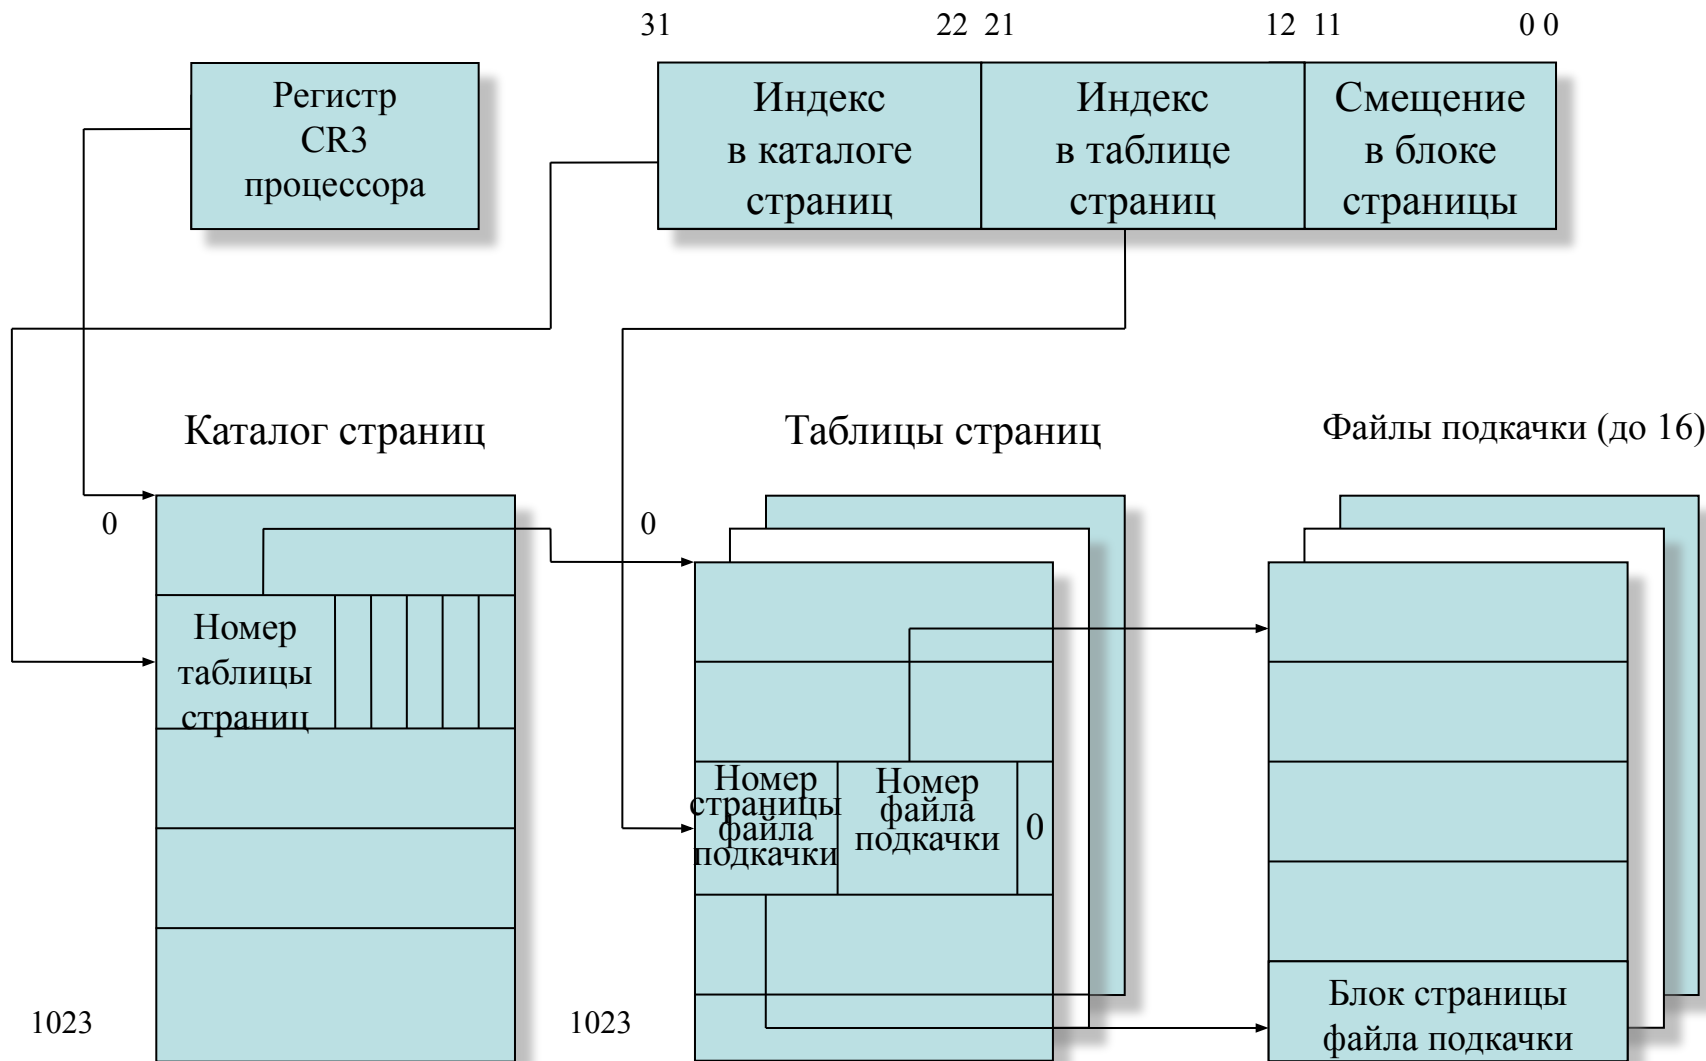 31
22 21
12 11
0 0
Регистр
CR3
процессора
Индекс
в каталоге
страниц
Индекс
в таблице
страниц
Смещение
в блоке
страницы
Каталог страниц
Таблицы страниц
Файлы подкачки (до 16)
0
0
Номер
таблицы
страниц
Номер
страницы
файла
подкачки
Номер
файла
подкачки
0
1023
1023
Блок страницы
файла подкачки